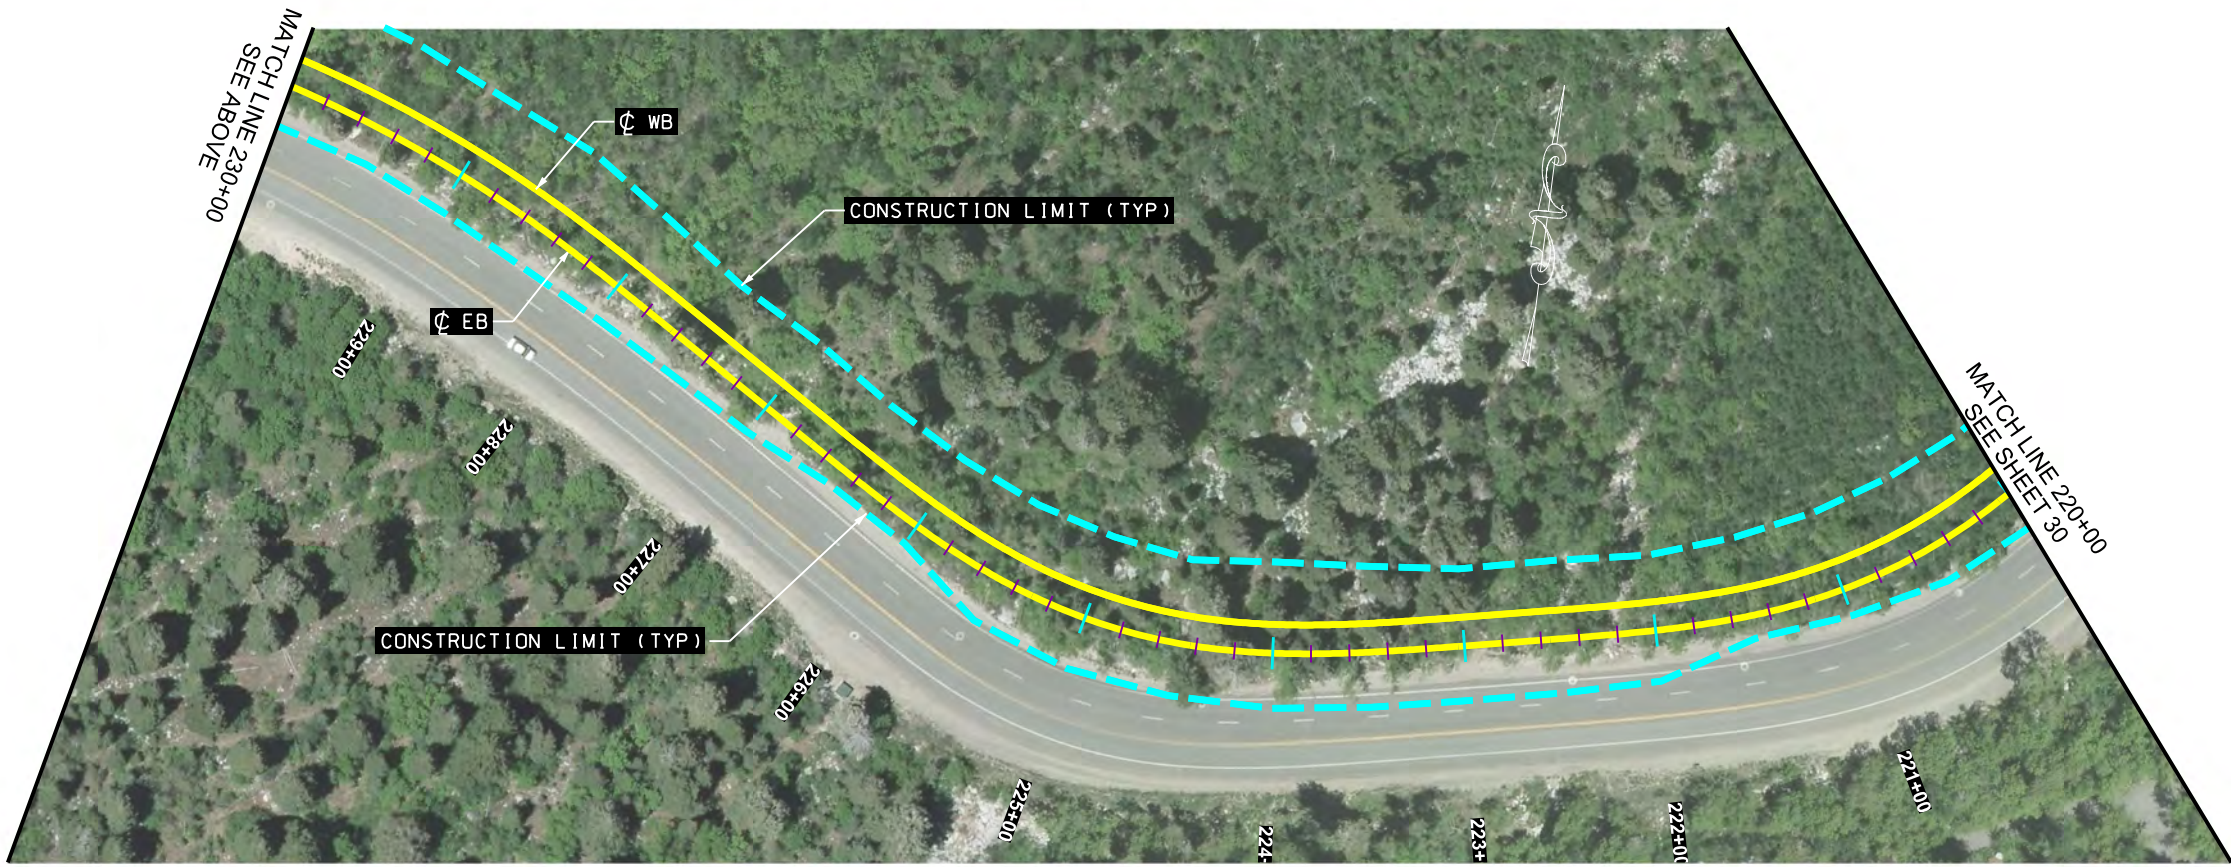 MATCH LINE 230+00
SEE ABOVE
℄ WB
CONSTRUCTION LIMIT (TYP)
℄ EB
229+00
228+00
227+00
CONSTRUCTION LIMIT (TYP)
226+00
225+00
224-
223+
222+00
221+00
MATCH LINE 220+00
SEE SHEET 30